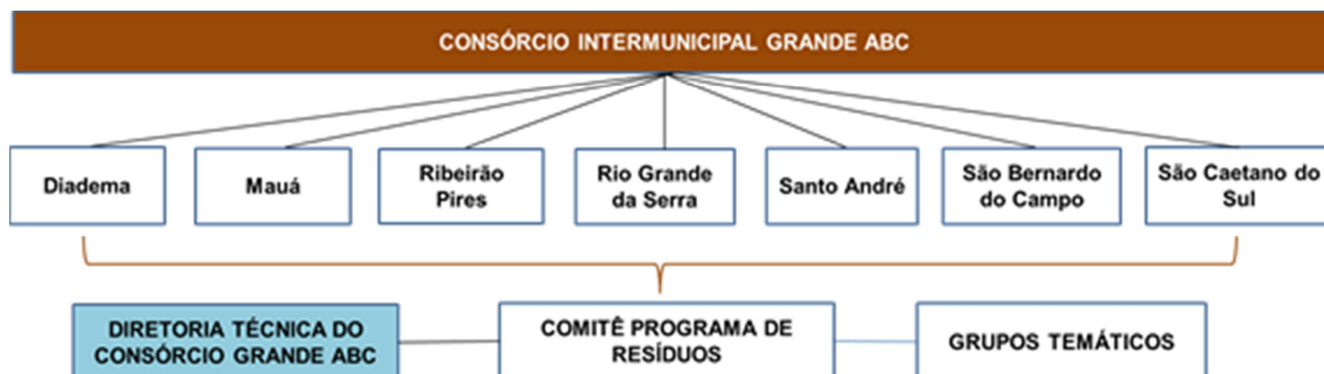 CONSÓRCIO INTERMUNICIPAL GRANDE ABC
Diadema
Mauá
Ribeirão
Pires
Rio Grande
da Serra
Santo André
São Bernardo
do Campo
São Caetano do
Sul
DIRETORIA TÉCNICA DO
CONSÓRCIO GRANDE ABC
COMITÊ PROGRAMA DE
RESÍDUOS
GRUPOS TEMÁTICOS